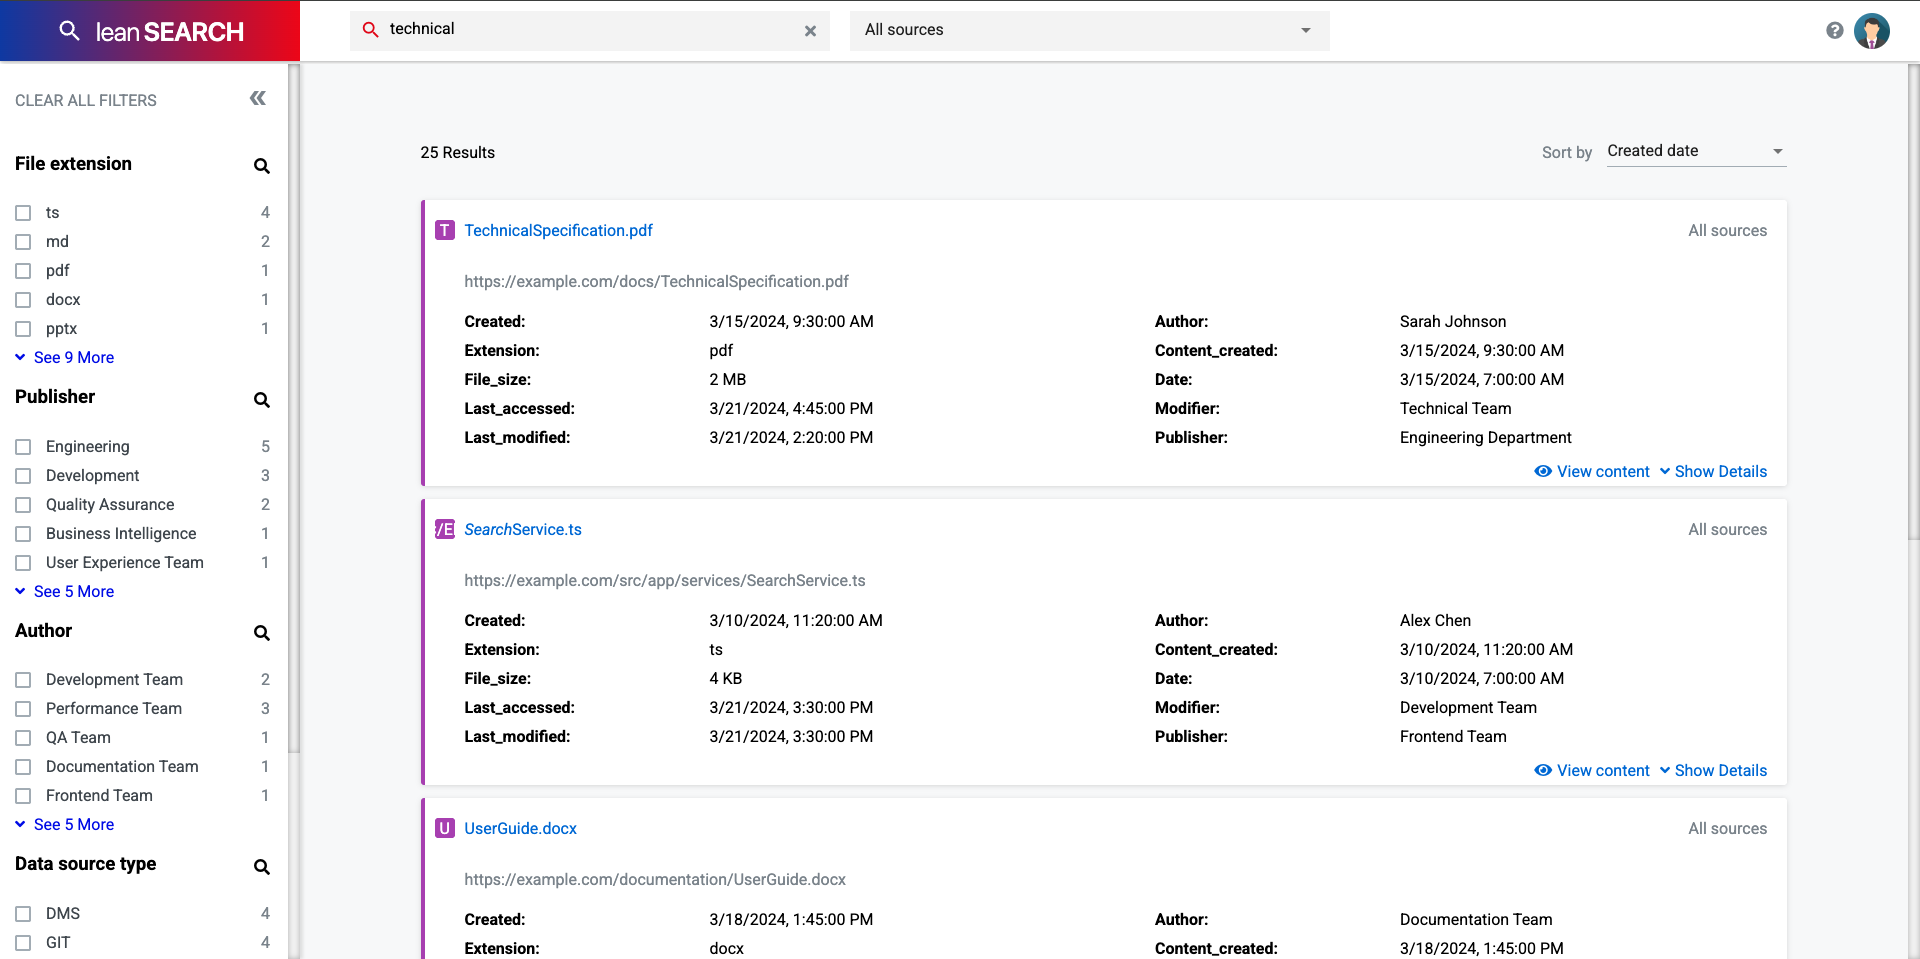 lean SEARCH
technical
All sources
CLEAR ALL FILTERS
File extension
ts 4
md 2
pdf 1
docx 1
pptx 1
See 9 More
Publisher
Engineering 5
Development 3
Quality Assurance 2
Business Intelligence 1
User Experience Team 1
See 5 More
Author
Development Team 2
Performance Team 3
QA Team 1
Documentation Team 1
Frontend Team 1
See 5 More
Data source type
DMS 4
GIT 4
25 Results
Sort by Created date
T TechnicalSpecification.pdf All sources
https://example.com/docs/TechnicalSpecification.pdf
Created: 3/15/2024, 9:30:00 AM Author: Sarah Johnson
Extension: pdf Content_created: 3/15/2024, 9:30:00 AM
File_size: 2 MB Date: 3/15/2024, 7:00:00 AM
Last_accessed: 3/21/2024, 4:45:00 PM Modifier: Technical Team
Last_modified: 3/21/2024, 2:20:00 PM Publisher: Engineering Department
View content Show Details
/E SearchService.ts All sources
https://example.com/src/app/services/SearchService.ts
Created: 3/10/2024, 11:20:00 AM Author: Alex Chen
Extension: ts Content_created: 3/10/2024, 11:20:00 AM
File_size: 4 KB Date: 3/10/2024, 7:00:00 AM
Last_accessed: 3/21/2024, 3:30:00 PM Modifier: Development Team
Last_modified: 3/21/2024, 3:30:00 PM Publisher: Frontend Team
View content Show Details
U UserGuide.docx All sources
https://example.com/documentation/UserGuide.docx
Created: 3/18/2024, 1:45:00 PM Author: Documentation Team
Extension: docx Content_created: 3/18/2024, 1:45:00 PM